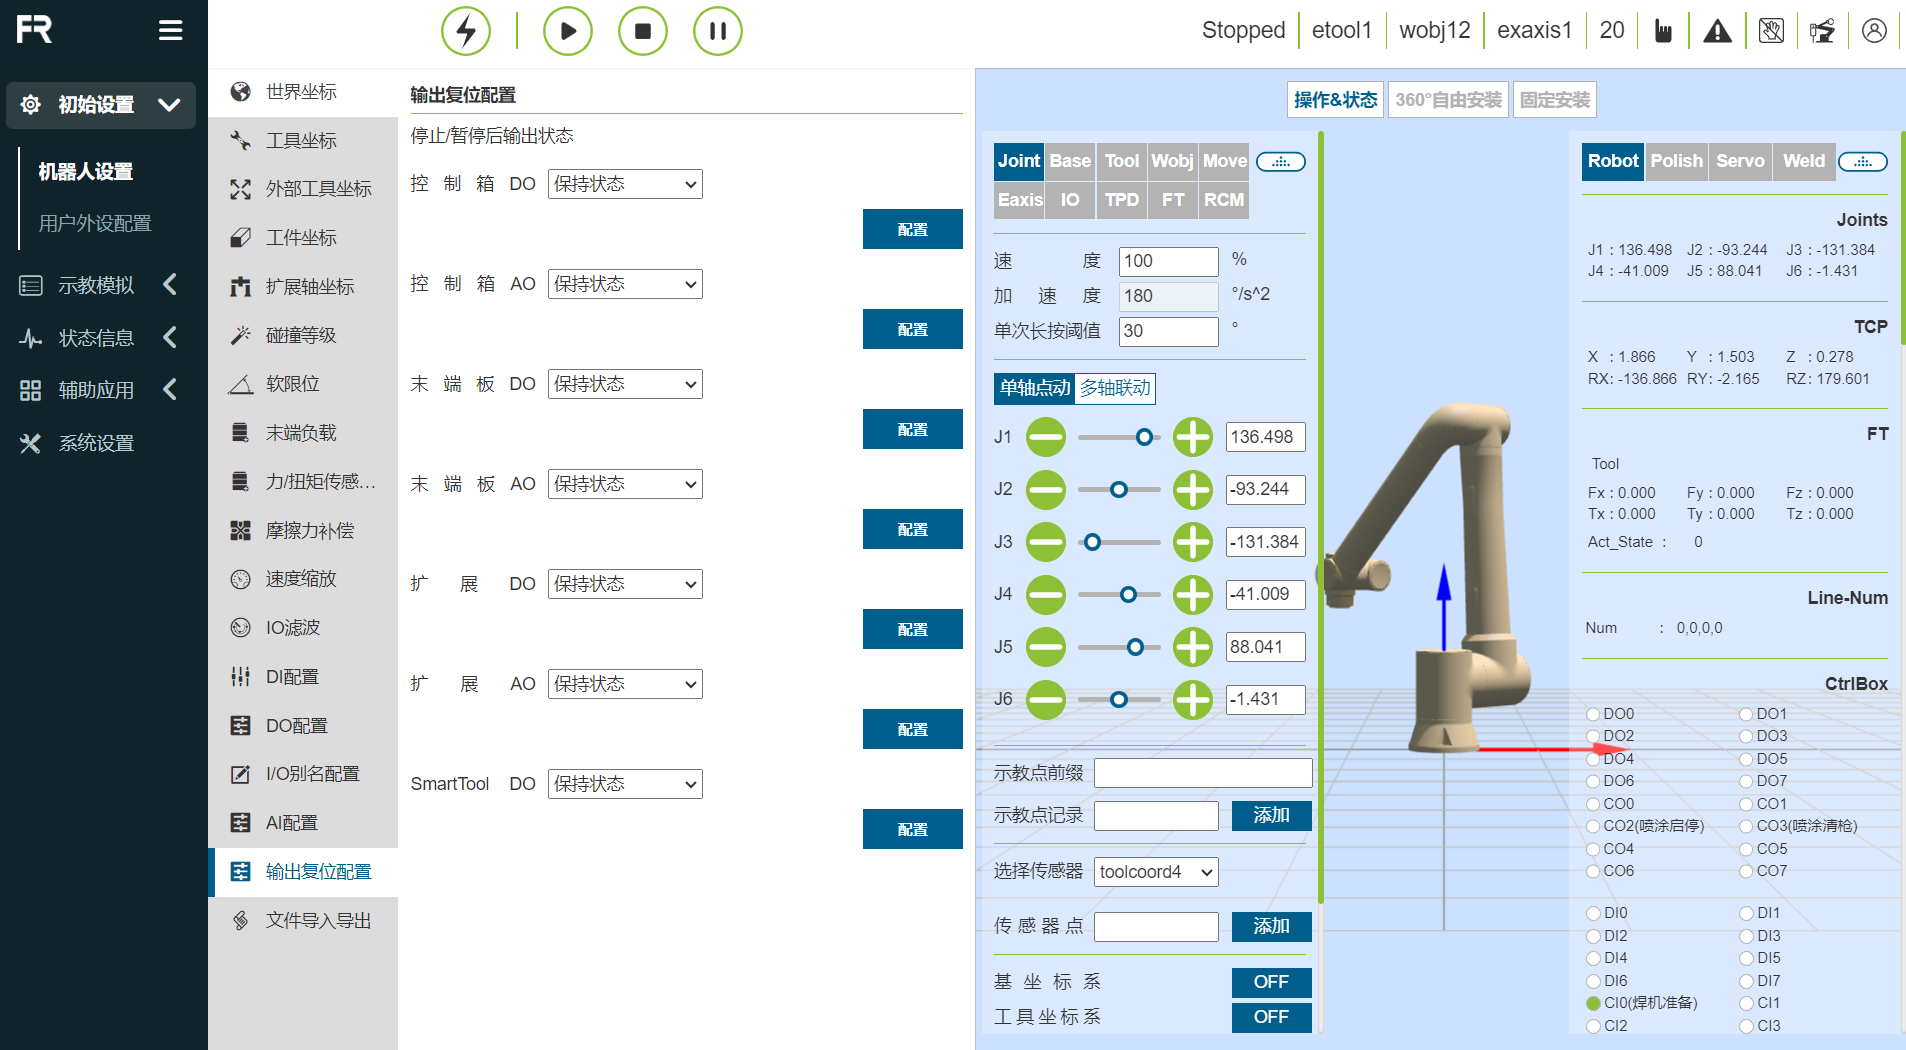 FR
Stopped
etool1
wobj12
exaxis1
20
初始设置
机器人设置
用户外设配置
示教模拟
状态信息
辅助应用
系统设置
世界坐标
工具坐标
外部工具坐标
工件坐标
扩展轴坐标
碰撞等级
软限位
末端负载
力/扭矩传感…
摩擦力补偿
速度缩放
IO滤波
DI配置
DO配置
I/O别名配置
AI配置
输出复位配置
文件导入导出
输出复位配置
停止/暂停后输出状态
控制箱 DO 保持状态
配置
控制箱 AO 保持状态
配置
末端板 DO 保持状态
配置
末端板 AO 保持状态
配置
扩展 DO 保持状态
配置
扩展 AO 保持状态
配置
SmartTool DO 保持状态
配置
操作&状态 360°自由安装 固定安装
Joint Base Tool Wobj Move
Eaxis IO TPD FT RCM
速度 100 %
加速度 180 °/s^2
单次长按阈值 30 °
单轴点动 多轴联动
J1 136.498
J2 -93.244
J3 -131.384
J4 -41.009
J5 88.041
J6 -1.431
示教点前缀
示教点记录 添加
选择传感器 toolcoord4
传感器点 添加
基坐标系 OFF
工具坐标系 OFF
Robot Polish Servo Weld
Joints
J1 : 136.498 J2 : -93.244 J3 : -131.384
J4 : -41.009 J5 : 88.041 J6 : -1.431
TCP
X : 1.866 Y : 1.503 Z : 0.278
RX: -136.866 RY: -2.165 RZ: 179.601
FT
Tool
Fx : 0.000 Fy : 0.000 Fz : 0.000
Tx : 0.000 Ty : 0.000 Tz : 0.000
Act_State : 0
Line-Num
Num : 0,0,0,0
CtrlBox
DO0 DO1
DO2 DO3
DO4 DO5
DO6 DO7
CO0 CO1
CO2(喷涂启停) CO3(喷涂清枪)
CO4 CO5
CO6 CO7
DI0 DI1
DI2 DI3
DI4 DI5
DI6 DI7
CI0(焊机准备) CI1
CI2 CI3